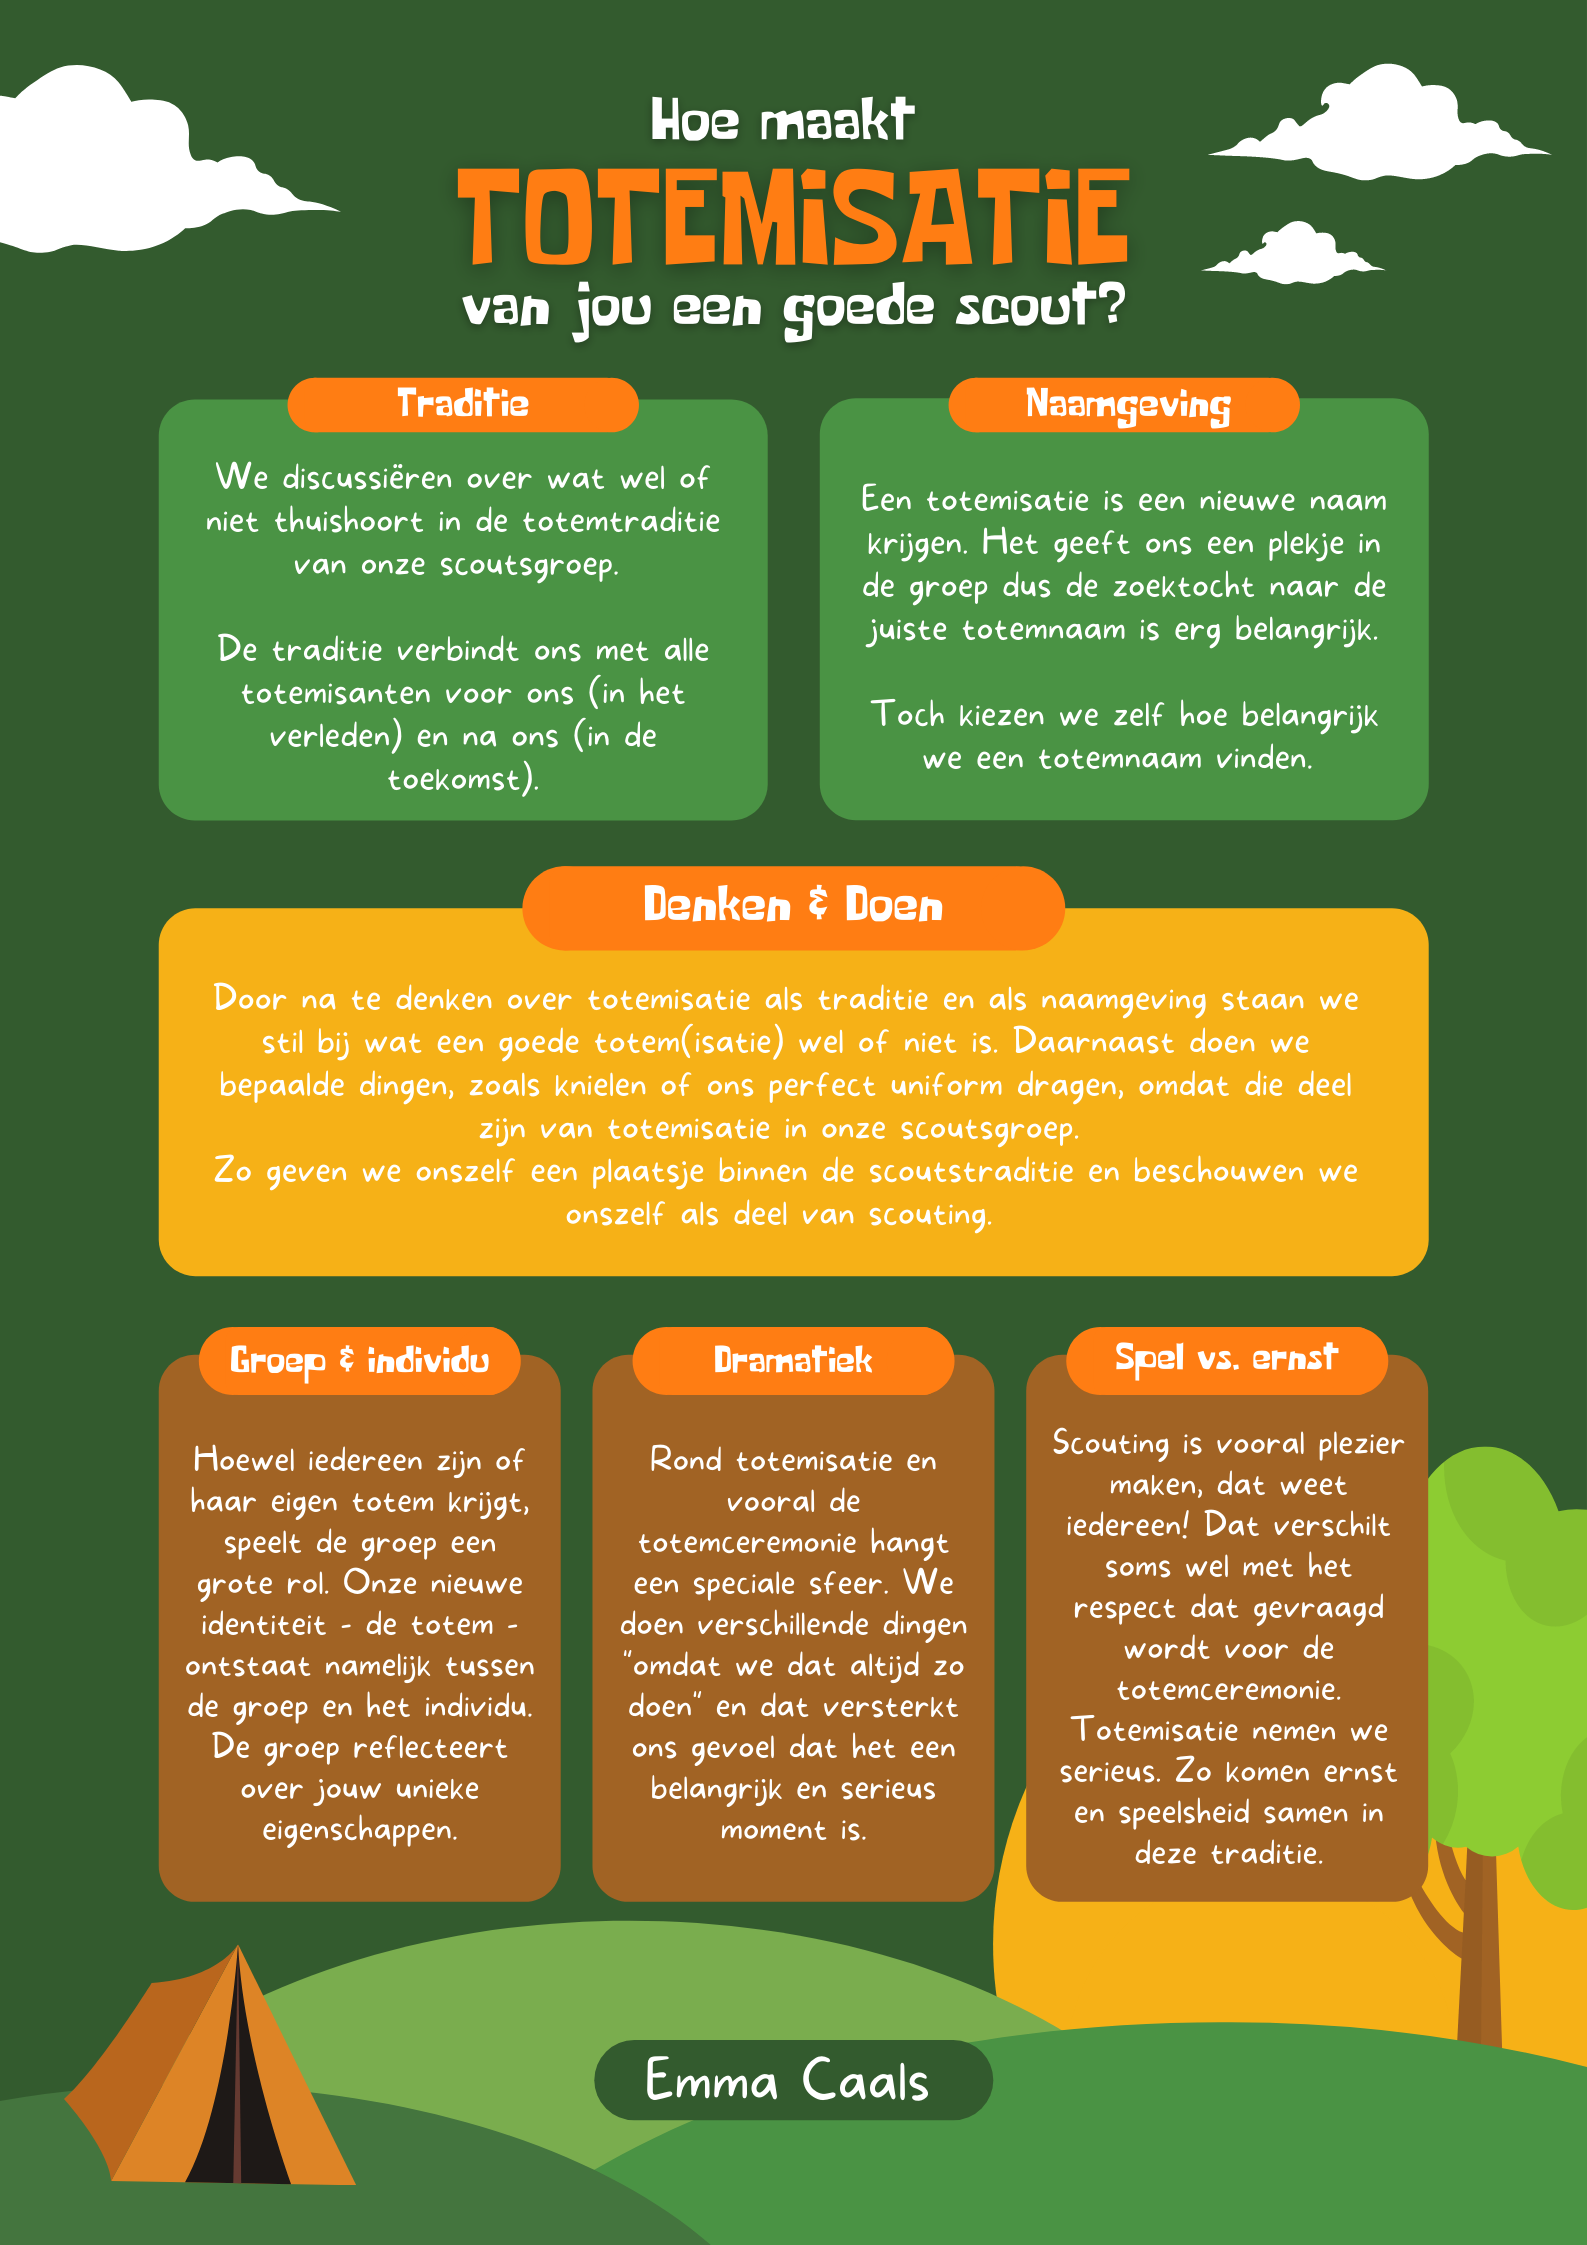 Hoe maakt
TOTEMiSATiE
van jou een goede scout?
Traditie
We discussiëren over wat wel of
niet thuishoort in de totemtraditie
van onze scoutsgroep.
De traditie verbindt ons met alle
totemisanten voor ons (in het
verleden) en na ons (in de
toekomst).
Naamgeving
Een totemisatie is een nieuwe naam
krijgen. Het geeft ons een plekje in
de groep dus de zoektocht naar de
juiste totemnaam is erg belangrijk.
Toch kiezen we zelf hoe belangrijk
we een totemnaam vinden.
Denken & Doen
Door na te denken over totemisatie als traditie en als naamgeving staan we
stil bij wat een goede totem(isatie) wel of niet is. Daarnaast doen we
bepaalde dingen, zoals knielen of ons perfect uniform dragen, omdat die deel
zijn van totemisatie in onze scoutsgroep.
Zo geven we onszelf een plaatsje binnen de scoutstraditie en beschouwen we
onszelf als deel van scouting.
Groep & individu
Hoewel iedereen zijn of
haar eigen totem krijgt,
speelt de groep een
grote rol. Onze nieuwe
identiteit - de totem -
ontstaat namelijk tussen
de groep en het individu.
De groep reflecteert
over jouw unieke
eigenschappen.
Dramatiek
Rond totemisatie en
vooral de
totemceremonie hangt
een speciale sfeer. We
doen verschillende dingen
"omdat we dat altijd zo
doen" en dat versterkt
ons gevoel dat het een
belangrijk en serieus
moment is.
Spel vs. ernst
Scouting is vooral plezier
maken, dat weet
iedereen! Dat verschilt
soms wel met het
respect dat gevraagd
wordt voor de
totemceremonie.
Totemisatie nemen we
serieus. Zo komen ernst
en speelsheid samen in
deze traditie.
Emma Caals